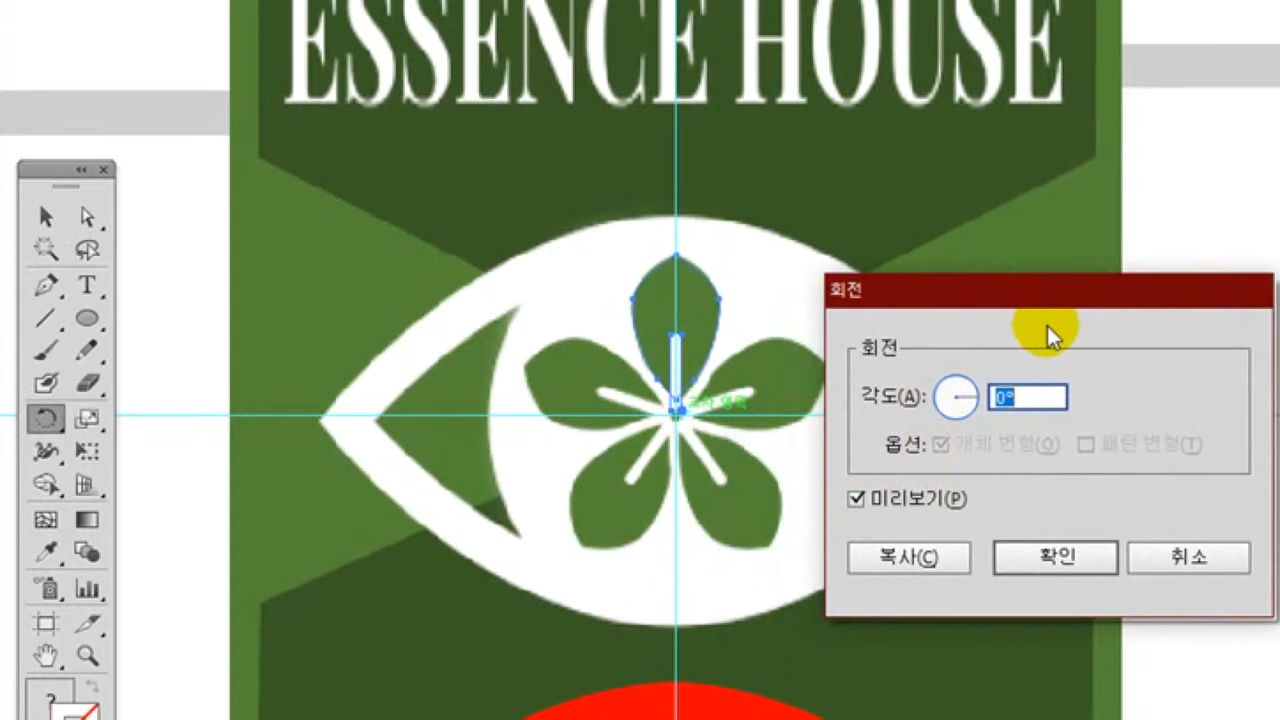 ESSENCE HOUSE
회전
회전
각도(A):
0°
옵션:
개체 변형(O)
패턴 변형(T)
미리보기(P)
복사(C)
확인
취소
T
?